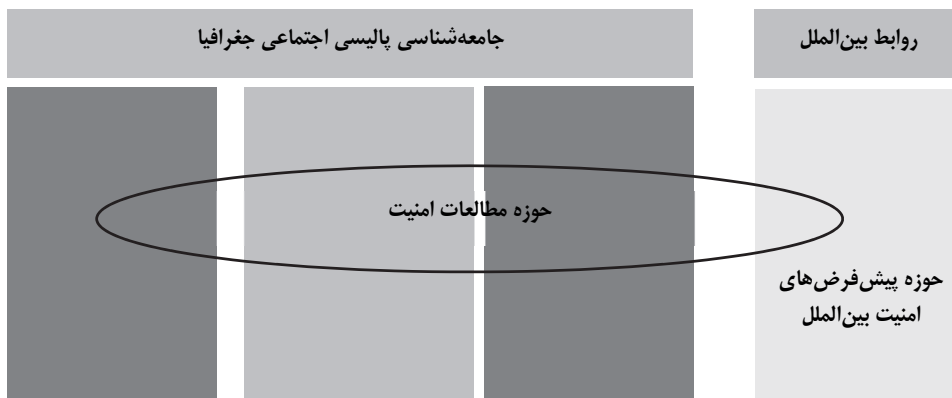 روابط بین‌الملل
جامعه‌شناسی پالیسی اجتماعی جغرافیا
حوزه مطالعات امنیت
حوزه پیش‌فرض‌های
امنیت بین‌الملل